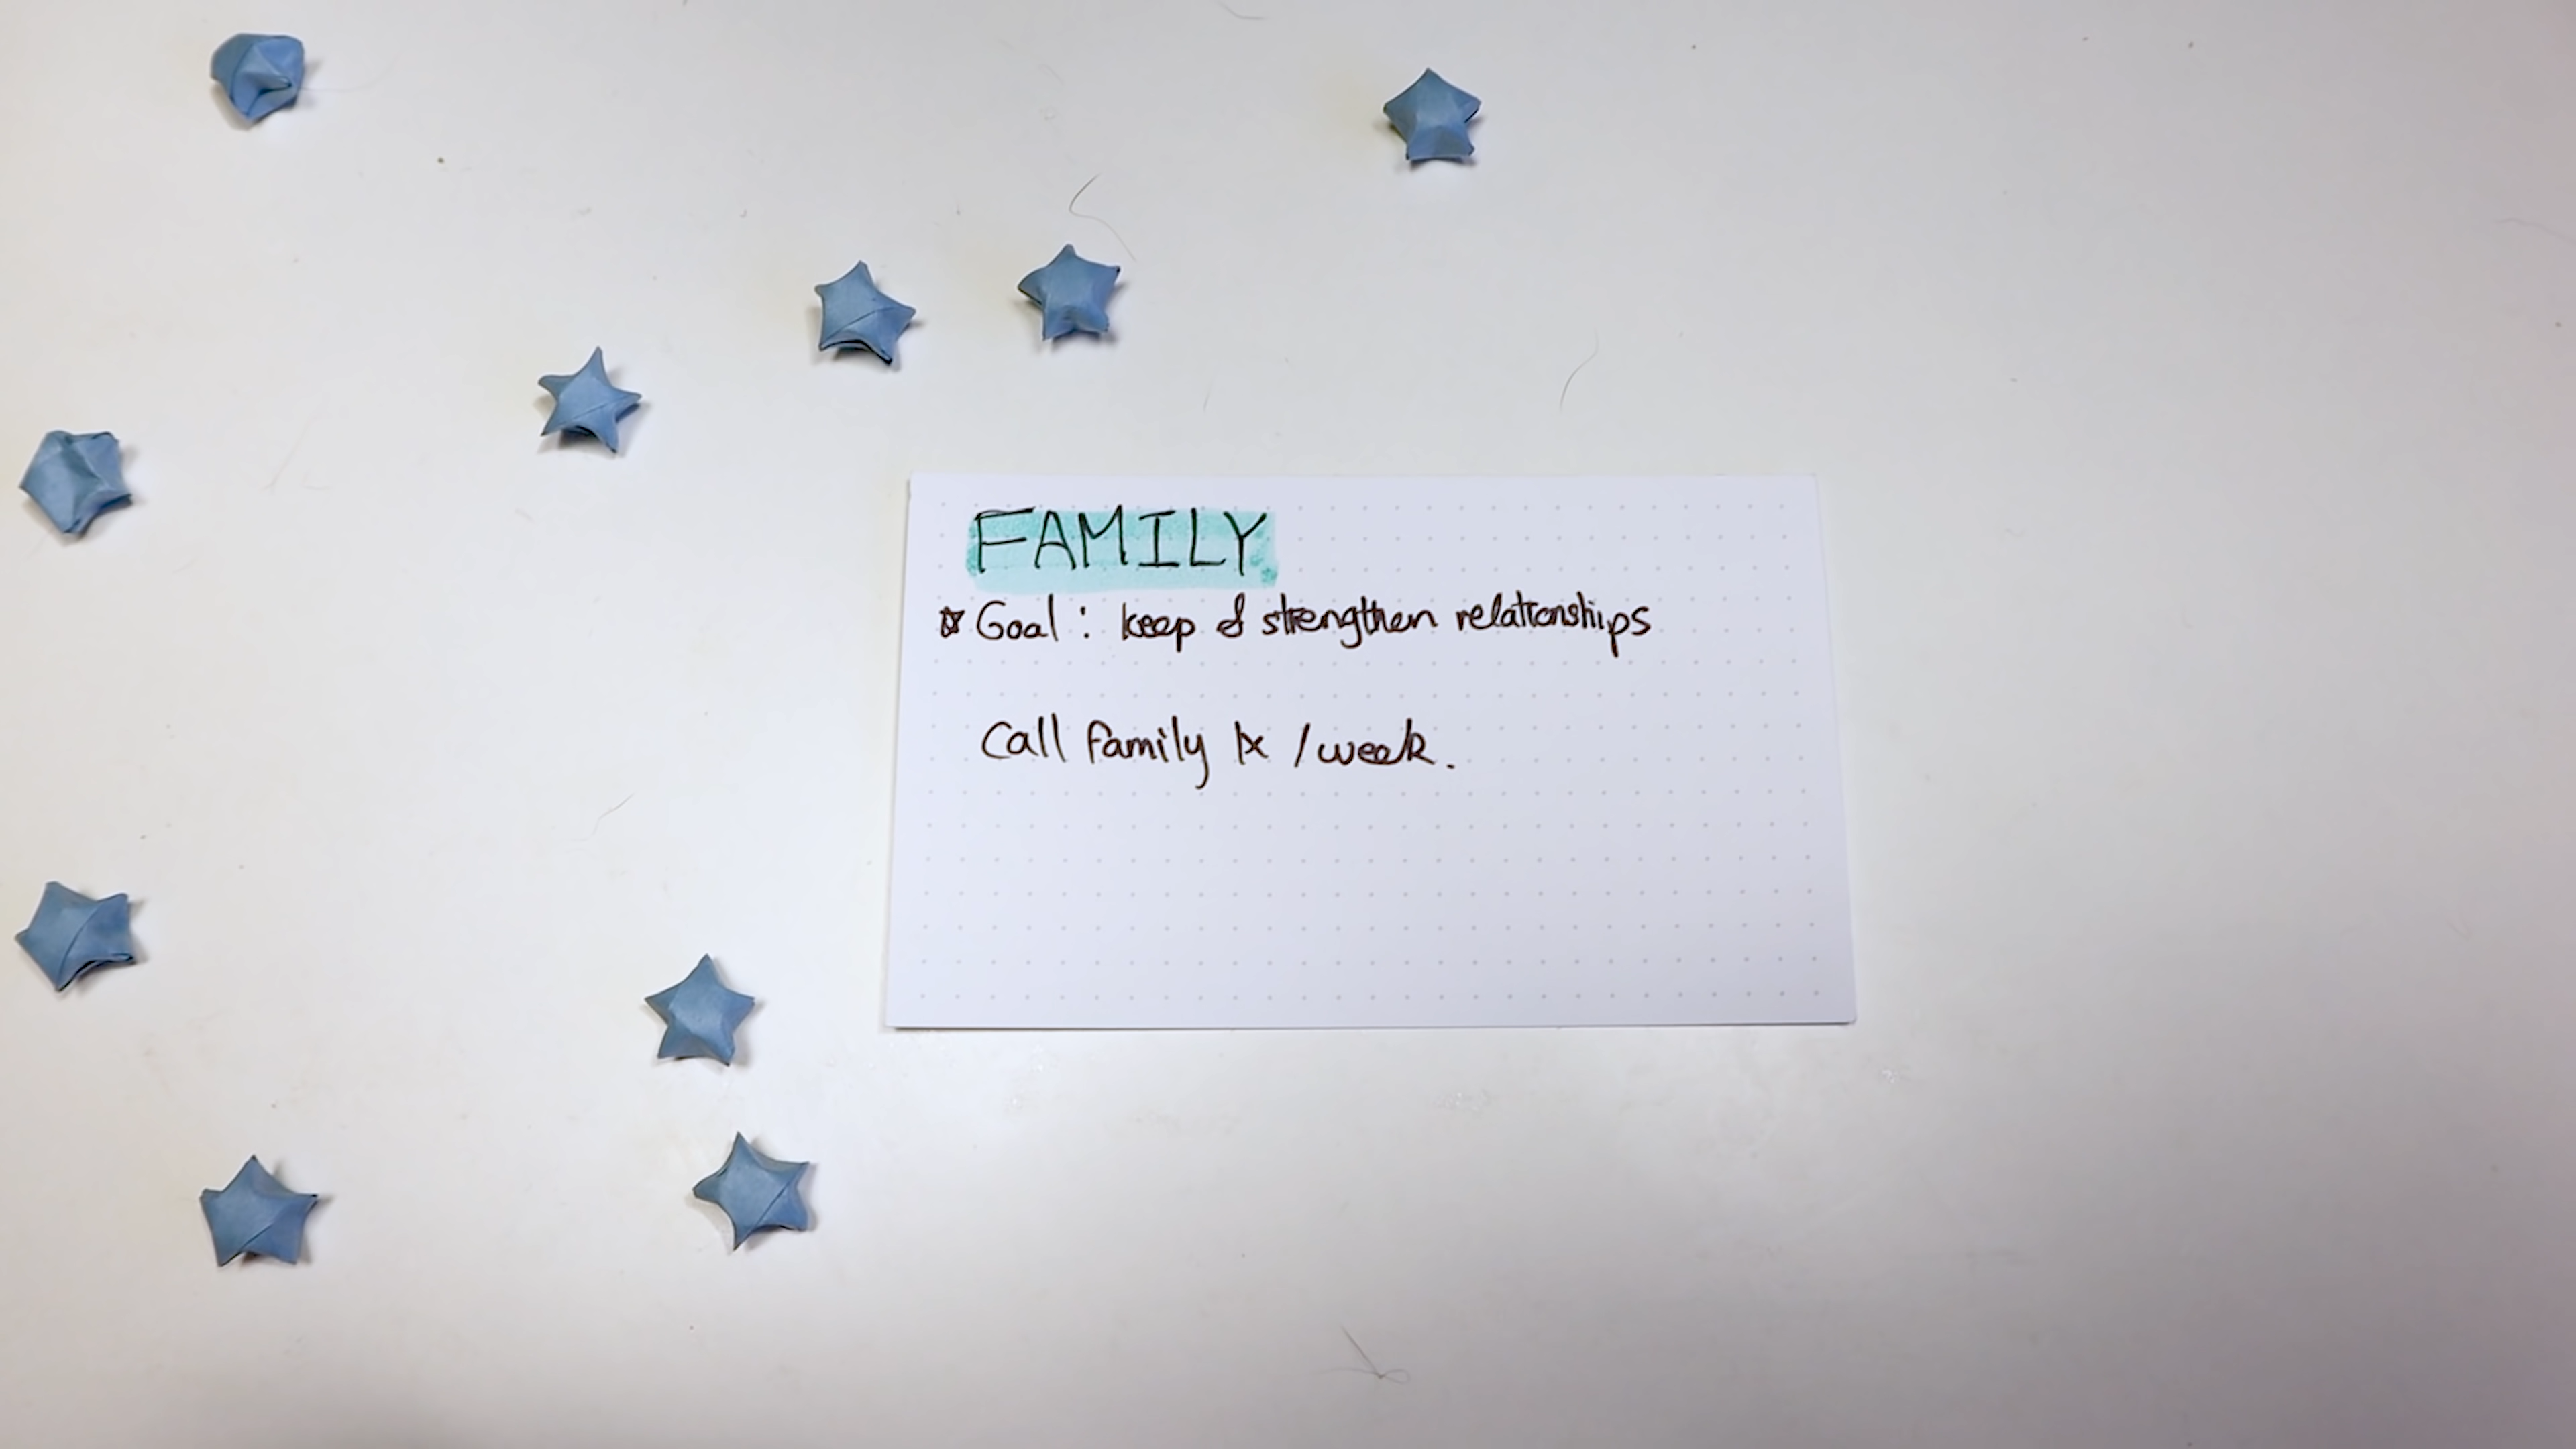 FAMILY
☆ Goal : keep & strengthen relationships
Call family 1x /week.